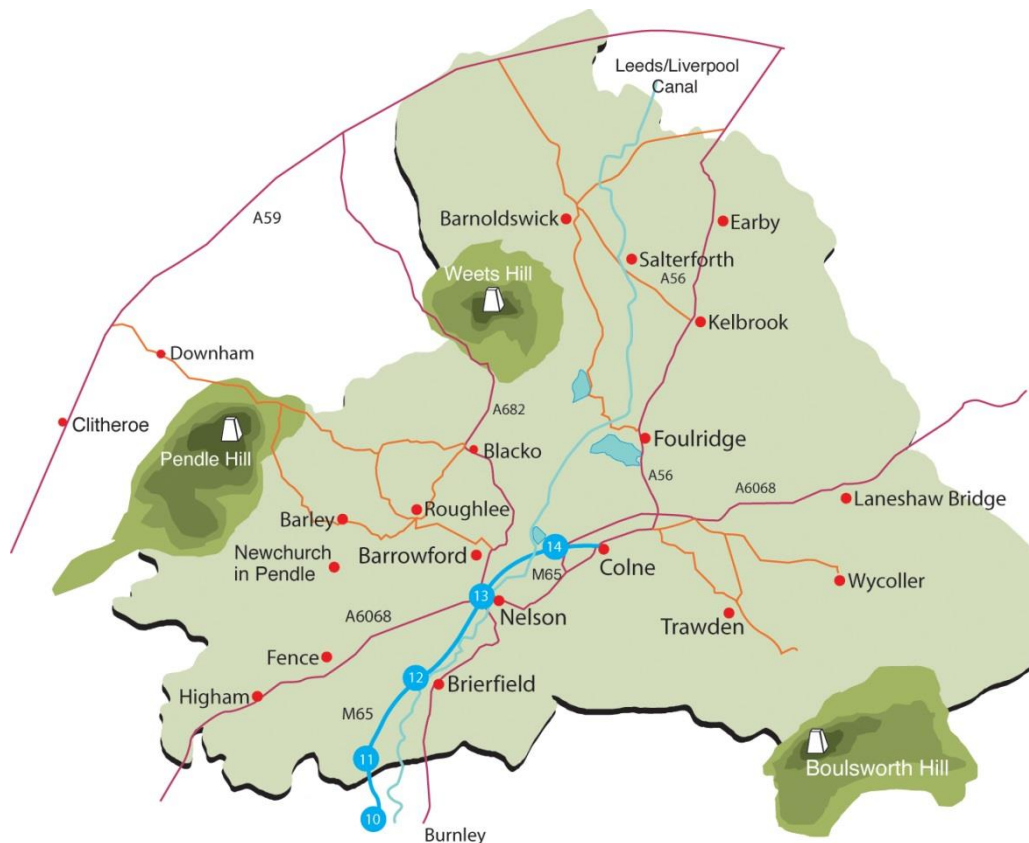 Leeds/Liverpool
Canal
A59
Barnoldswick
Earby
Salterforth
Weets Hill
A56
Kelbrook
Downham
A682
Clitheroe
Foulridge
Blacko
Pendle Hill
A56
A6068
Laneshaw Bridge
Roughlee
Barley
14
Barrowford
Newchurch
in Pendle
Colne
M65
Wycoller
13
Nelson
A6068
Trawden
Fence
12
Brierfield
Higham
M65
11
Boulsworth Hill
10
Burnley